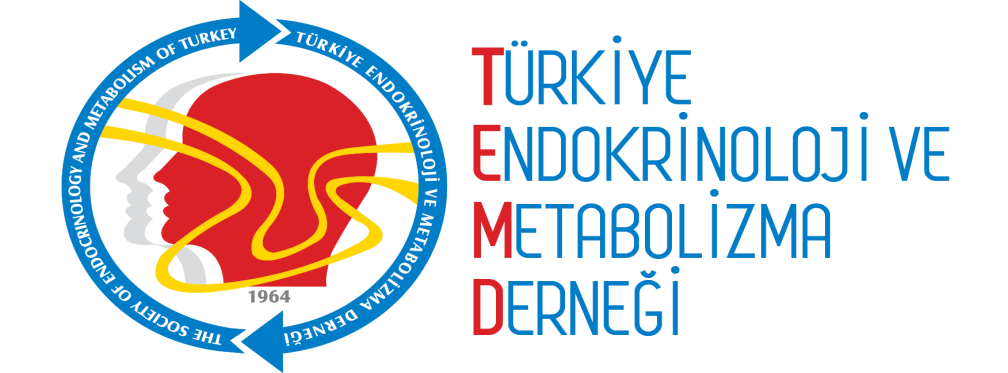 THE SOCIETY OF ENDOCRINOLOGY AND METABOLISM OF TURKEY
TÜRKİYE ENDOKRİNOLOJİ VE METABOLİZMA DERNEĞİ
1964
TÜRKİYE
ENDOKRİNOLOJİ VE
METABOLİZMA
DERNEĞİ